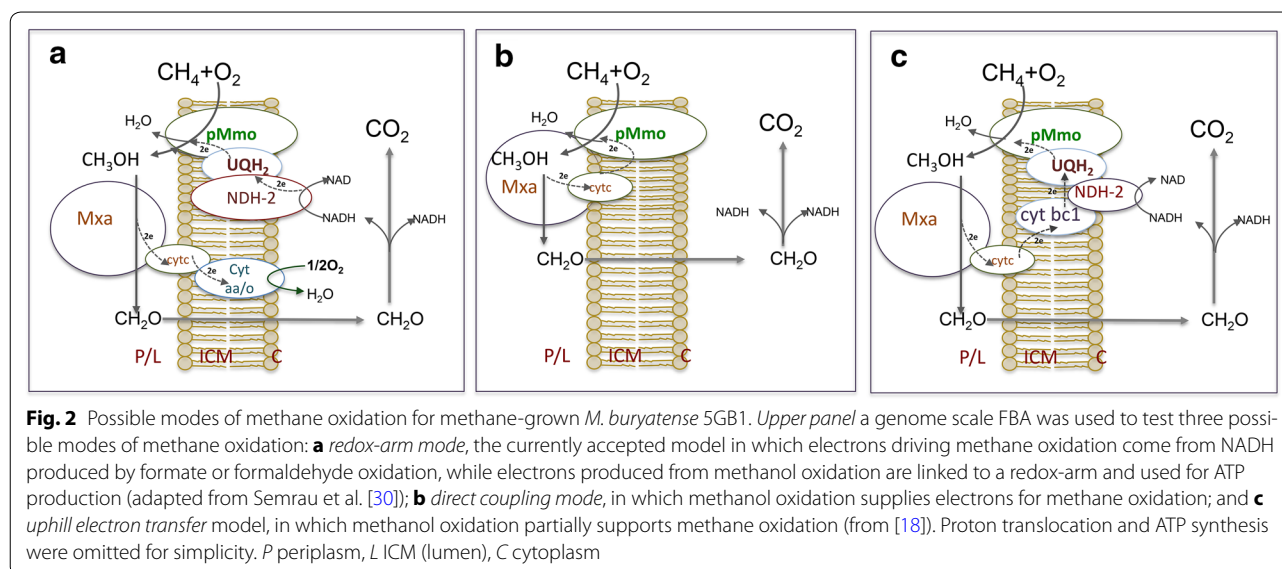 a
CH4+O2
H2O
pMmo
2e
CH3OH
UQH2
2e
NAD
NDH-2
NADH
Mxa
2e
cytc
2e
Cyt
aa/o
1/2O2
H2O
CO2
NADH
NADH
CH2O
CH2O
P/L
ICM
C
b
CH4+O2
H2O
pMmo
2e
CH3OH
Mxa
2e
cytc
CO2
NADH
NADH
CH2O
CH2O
P/L
ICM
C
c
CH4+O2
H2O
pMmo
2e
CH3OH
UQH2
2e
NAD
NDH-2
NADH
cyt bc1
Mxa
2e
cytc
2e
CO2
NADH
CH2O
CH2O
P/L
ICM
C
Fig. 2 Possible modes of methane oxidation for methane-grown M. buryatense 5GB1. Upper panel a genome scale FBA was used to test three possi-
ble modes of methane oxidation: a redox-arm mode, the currently accepted model in which electrons driving methane oxidation come from NADH
produced by formate or formaldehyde oxidation, while electrons produced from methanol oxidation are linked to a redox-arm and used for ATP
production (adapted from Semrau et al. [30]); b direct coupling mode, in which methanol oxidation supplies electrons for methane oxidation; and c
uphill electron transfer model, in which methanol oxidation partially supports methane oxidation (from [18]). Proton translocation and ATP synthesis
were omitted for simplicity. P periplasm, L ICM (lumen), C cytoplasm